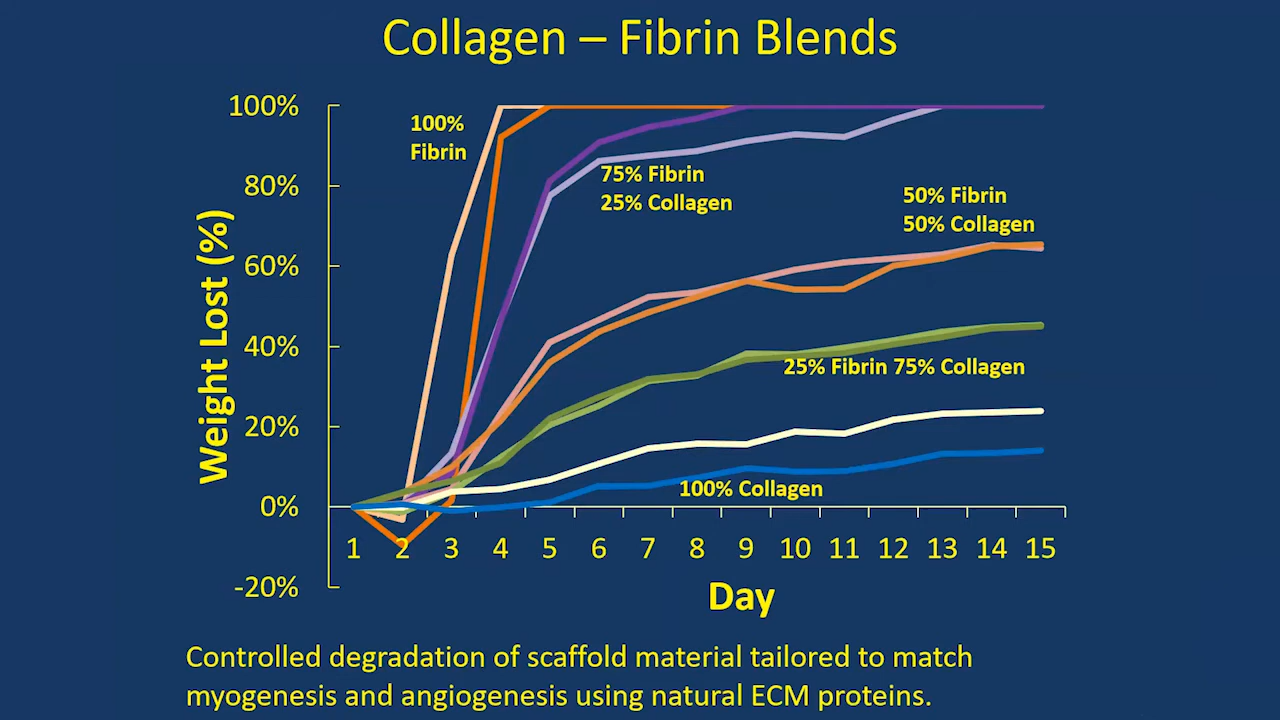 Collagen – Fibrin Blends
100%
80%
60%
40%
20%
0%
-20%
Weight Lost (%)
100%
Fibrin
75% Fibrin
25% Collagen
50% Fibrin
50% Collagen
25% Fibrin 75% Collagen
100% Collagen
1 2 3 4 5 6 7 8 9 10 11 12 13 14 15
Day
Controlled degradation of scaffold material tailored to match
myogenesis and angiogenesis using natural ECM proteins.